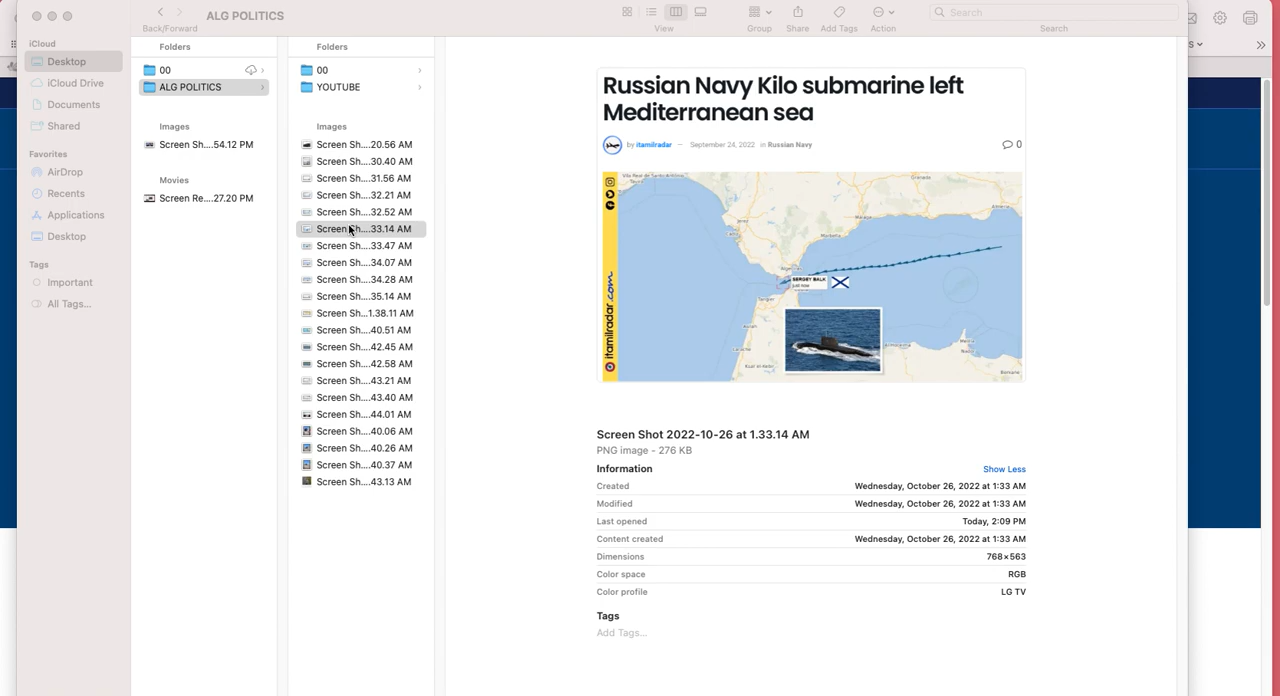 ALG POLITICS
Back/Forward
View
Group
Share
Add Tags
Action
Search
Search
iCloud
Desktop
iCloud Drive
Documents
Shared
Favorites
AirDrop
Recents
Applications
Desktop
Tags
Important
All Tags...
Folders
00
ALG POLITICS
Images
Screen Sh....54.12 PM
Movies
Screen Re....27.20 PM
Folders
00
YOUTUBE
Images
Screen Sh....20.56 AM
Screen Sh....30.40 AM
Screen Sh....31.56 AM
Screen Sh....32.21 AM
Screen Sh....32.52 AM
Screen Sh....33.14 AM
Screen Sh....33.47 AM
Screen Sh....34.07 AM
Screen Sh....34.28 AM
Screen Sh....35.14 AM
Screen Sh...1.38.11 AM
Screen Sh....40.51 AM
Screen Sh....42.45 AM
Screen Sh....42.58 AM
Screen Sh....43.21 AM
Screen Sh....43.40 AM
Screen Sh....44.01 AM
Screen Sh....40.06 AM
Screen Sh....40.26 AM
Screen Sh....40.37 AM
Screen Sh....43.13 AM
Russian Navy Kilo submarine left
Mediterranean sea
by itamilradar — September 24, 2022 in Russian Navy
0
itamilradar.com
SERGEY BALK
just now
Screen Shot 2022-10-26 at 1.33.14 AM
PNG image - 276 KB
Information Show Less
Created Wednesday, October 26, 2022 at 1:33 AM
Modified Wednesday, October 26, 2022 at 1:33 AM
Last opened Today, 2:09 PM
Content created Wednesday, October 26, 2022 at 1:33 AM
Dimensions 768×563
Color space RGB
Color profile LG TV
Tags
Add Tags...